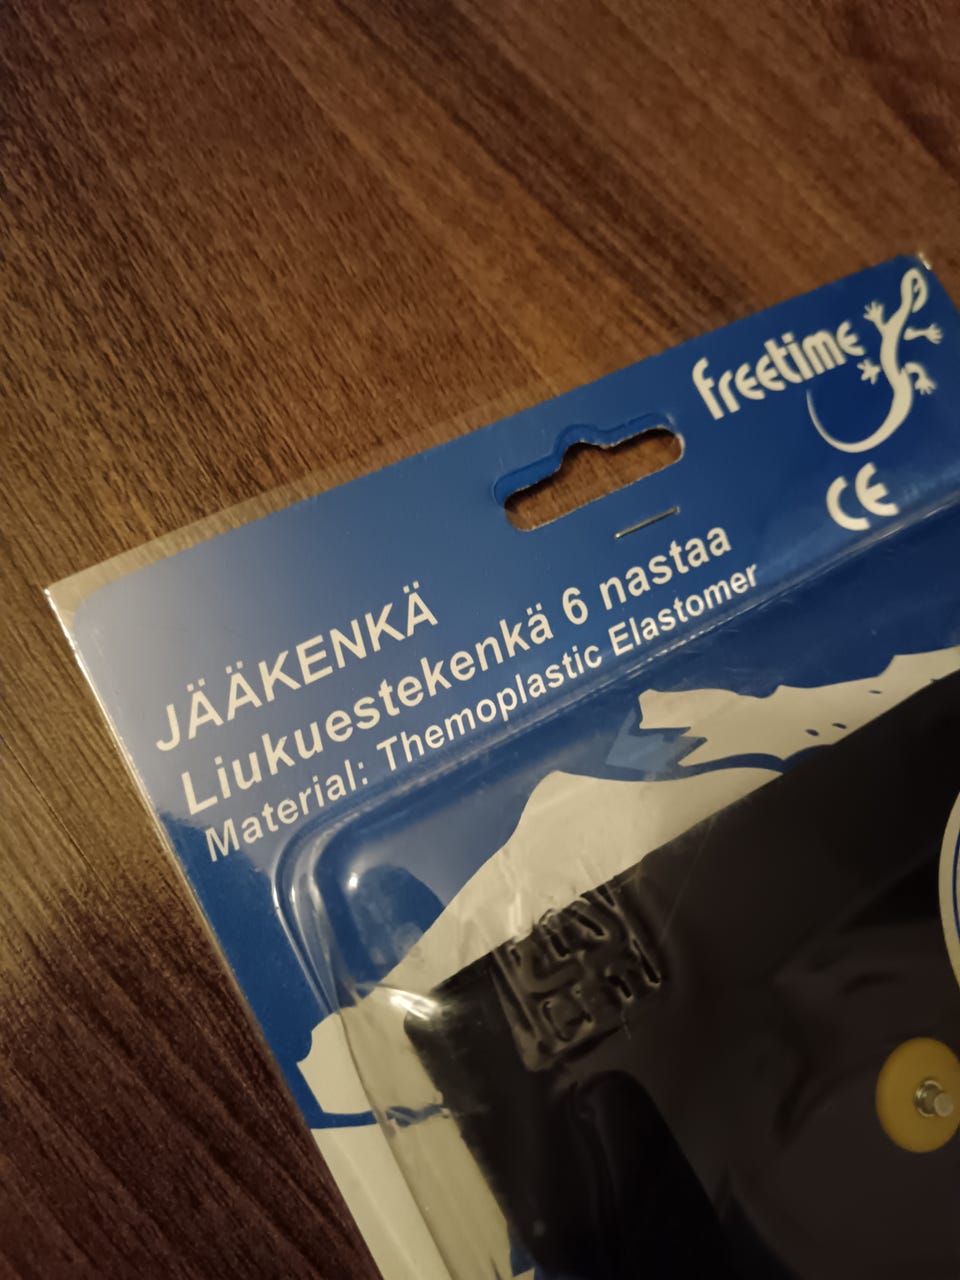 freetime
CE
JÄÄKENKÄ
Liukuestekenkä 6 nastaa
Material: Themoplastic Elastomer